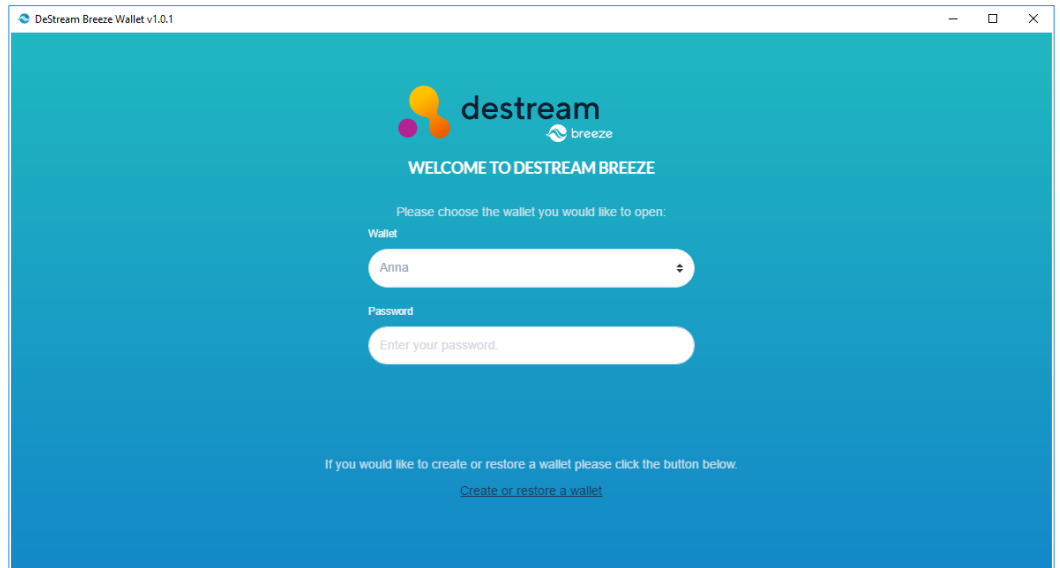 DeStream Breeze Wallet v1.0.1
destream
breeze
WELCOME TO DESTREAM BREEZE
Please choose the wallet you would like to open:
Wallet
Anna
Password
Enter your password.
If you would like to create or restore a wallet please click the button below.
Create or restore a wallet